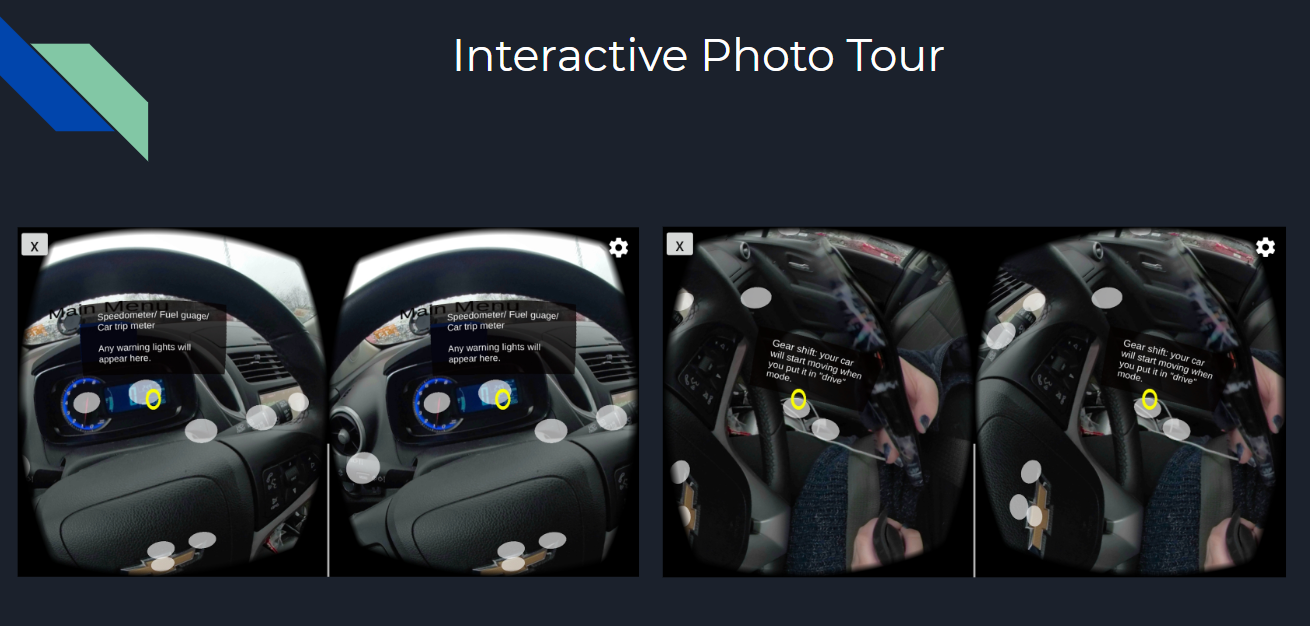 Interactive Photo Tour
X
Main Menu
Speedometer/ Fuel guage/
Car trip meter
Any warning lights will
appear here.
Main Menu
Speedometer/ Fuel guage/
Car trip meter
Any warning lights will
appear here.
X
Gear shift: your car
will start moving when
you put it in "drive"
mode.
Gear shift: your car
will start moving when
you put it in "drive"
mode.